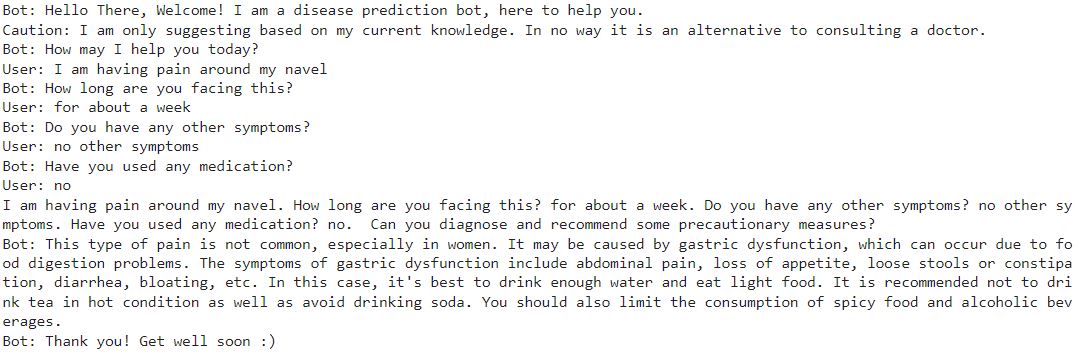 Bot: Hello There, Welcome! I am a disease prediction bot, here to help you.
Caution: I am only suggesting based on my current knowledge. In no way it is an alternative to consulting a doctor.
Bot: How may I help you today?
User: I am having pain around my navel
Bot: How long are you facing this?
User: for about a week
Bot: Do you have any other symptoms?
User: no other symptoms
Bot: Have you used any medication?
User: no
I am having pain around my navel. How long are you facing this? for about a week. Do you have any other symptoms? no other sy
mptoms. Have you used any medication? no.  Can you diagnose and recommend some precautionary measures?
Bot: This type of pain is not common, especially in women. It may be caused by gastric dysfunction, which can occur due to fo
od digestion problems. The symptoms of gastric dysfunction include abdominal pain, loss of appetite, loose stools or constipa
tion, diarrhea, bloating, etc. In this case, it's best to drink enough water and eat light food. It is recommended not to dri
nk tea in hot condition as well as avoid drinking soda. You should also limit the consumption of spicy food and alcoholic bev
erages.
Bot: Thank you! Get well soon :)